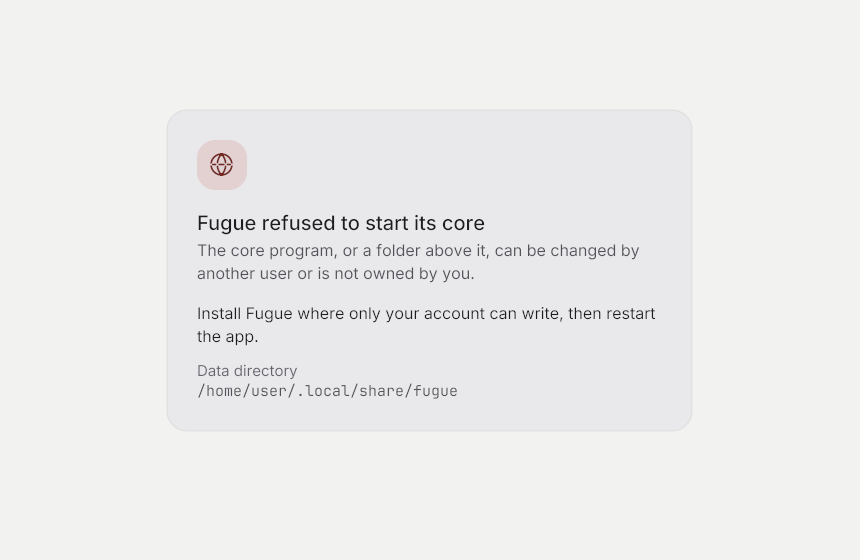 Fugue refused to start its core
The core program, or a folder above it, can be changed by
another user or is not owned by you.
Install Fugue where only your account can write, then restart
the app.
Data directory
/home/user/.local/share/fugue